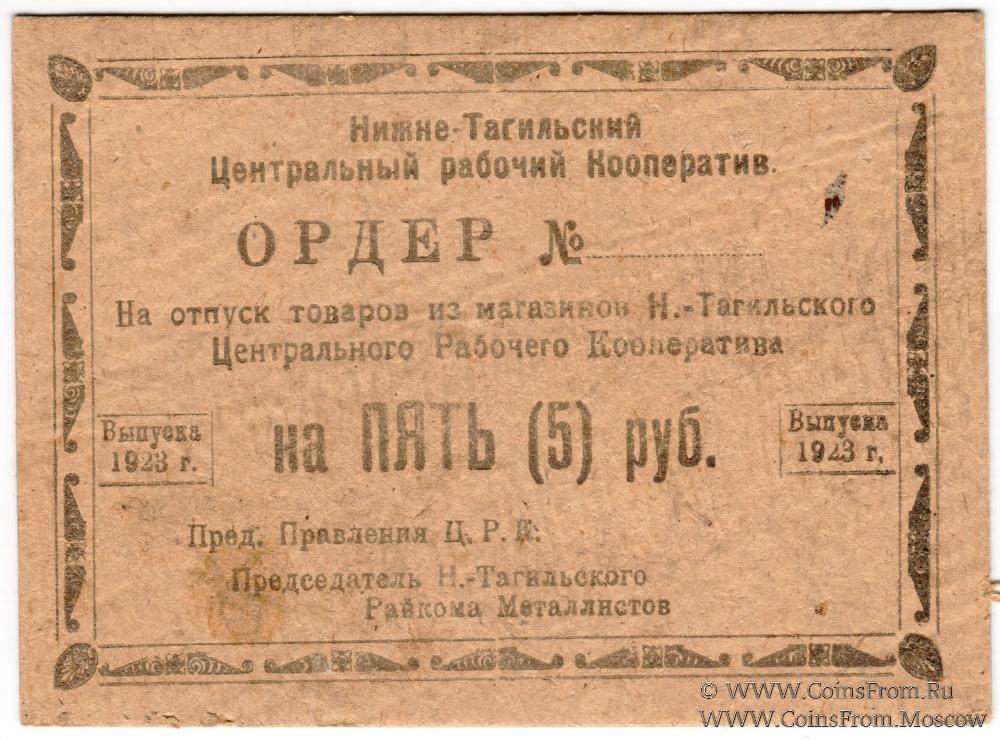 Нижне-Тагильский
Центральный рабочий Кооператив.
ОРДЕР №
На отпуск товаров из магазинов Н.-Тагильского
Центрального Рабочего Кооператива
Выпуска
1923 г.
на ПЯТЬ (5) руб.
Выпуска
1923 г.
Пред. Правления Ц. Р. К:
Председатель Н.-Тагильского
Райкома Металлистов
© WWW.CoinsFrom.Ru
WWW.CoinsFrom.Moscow